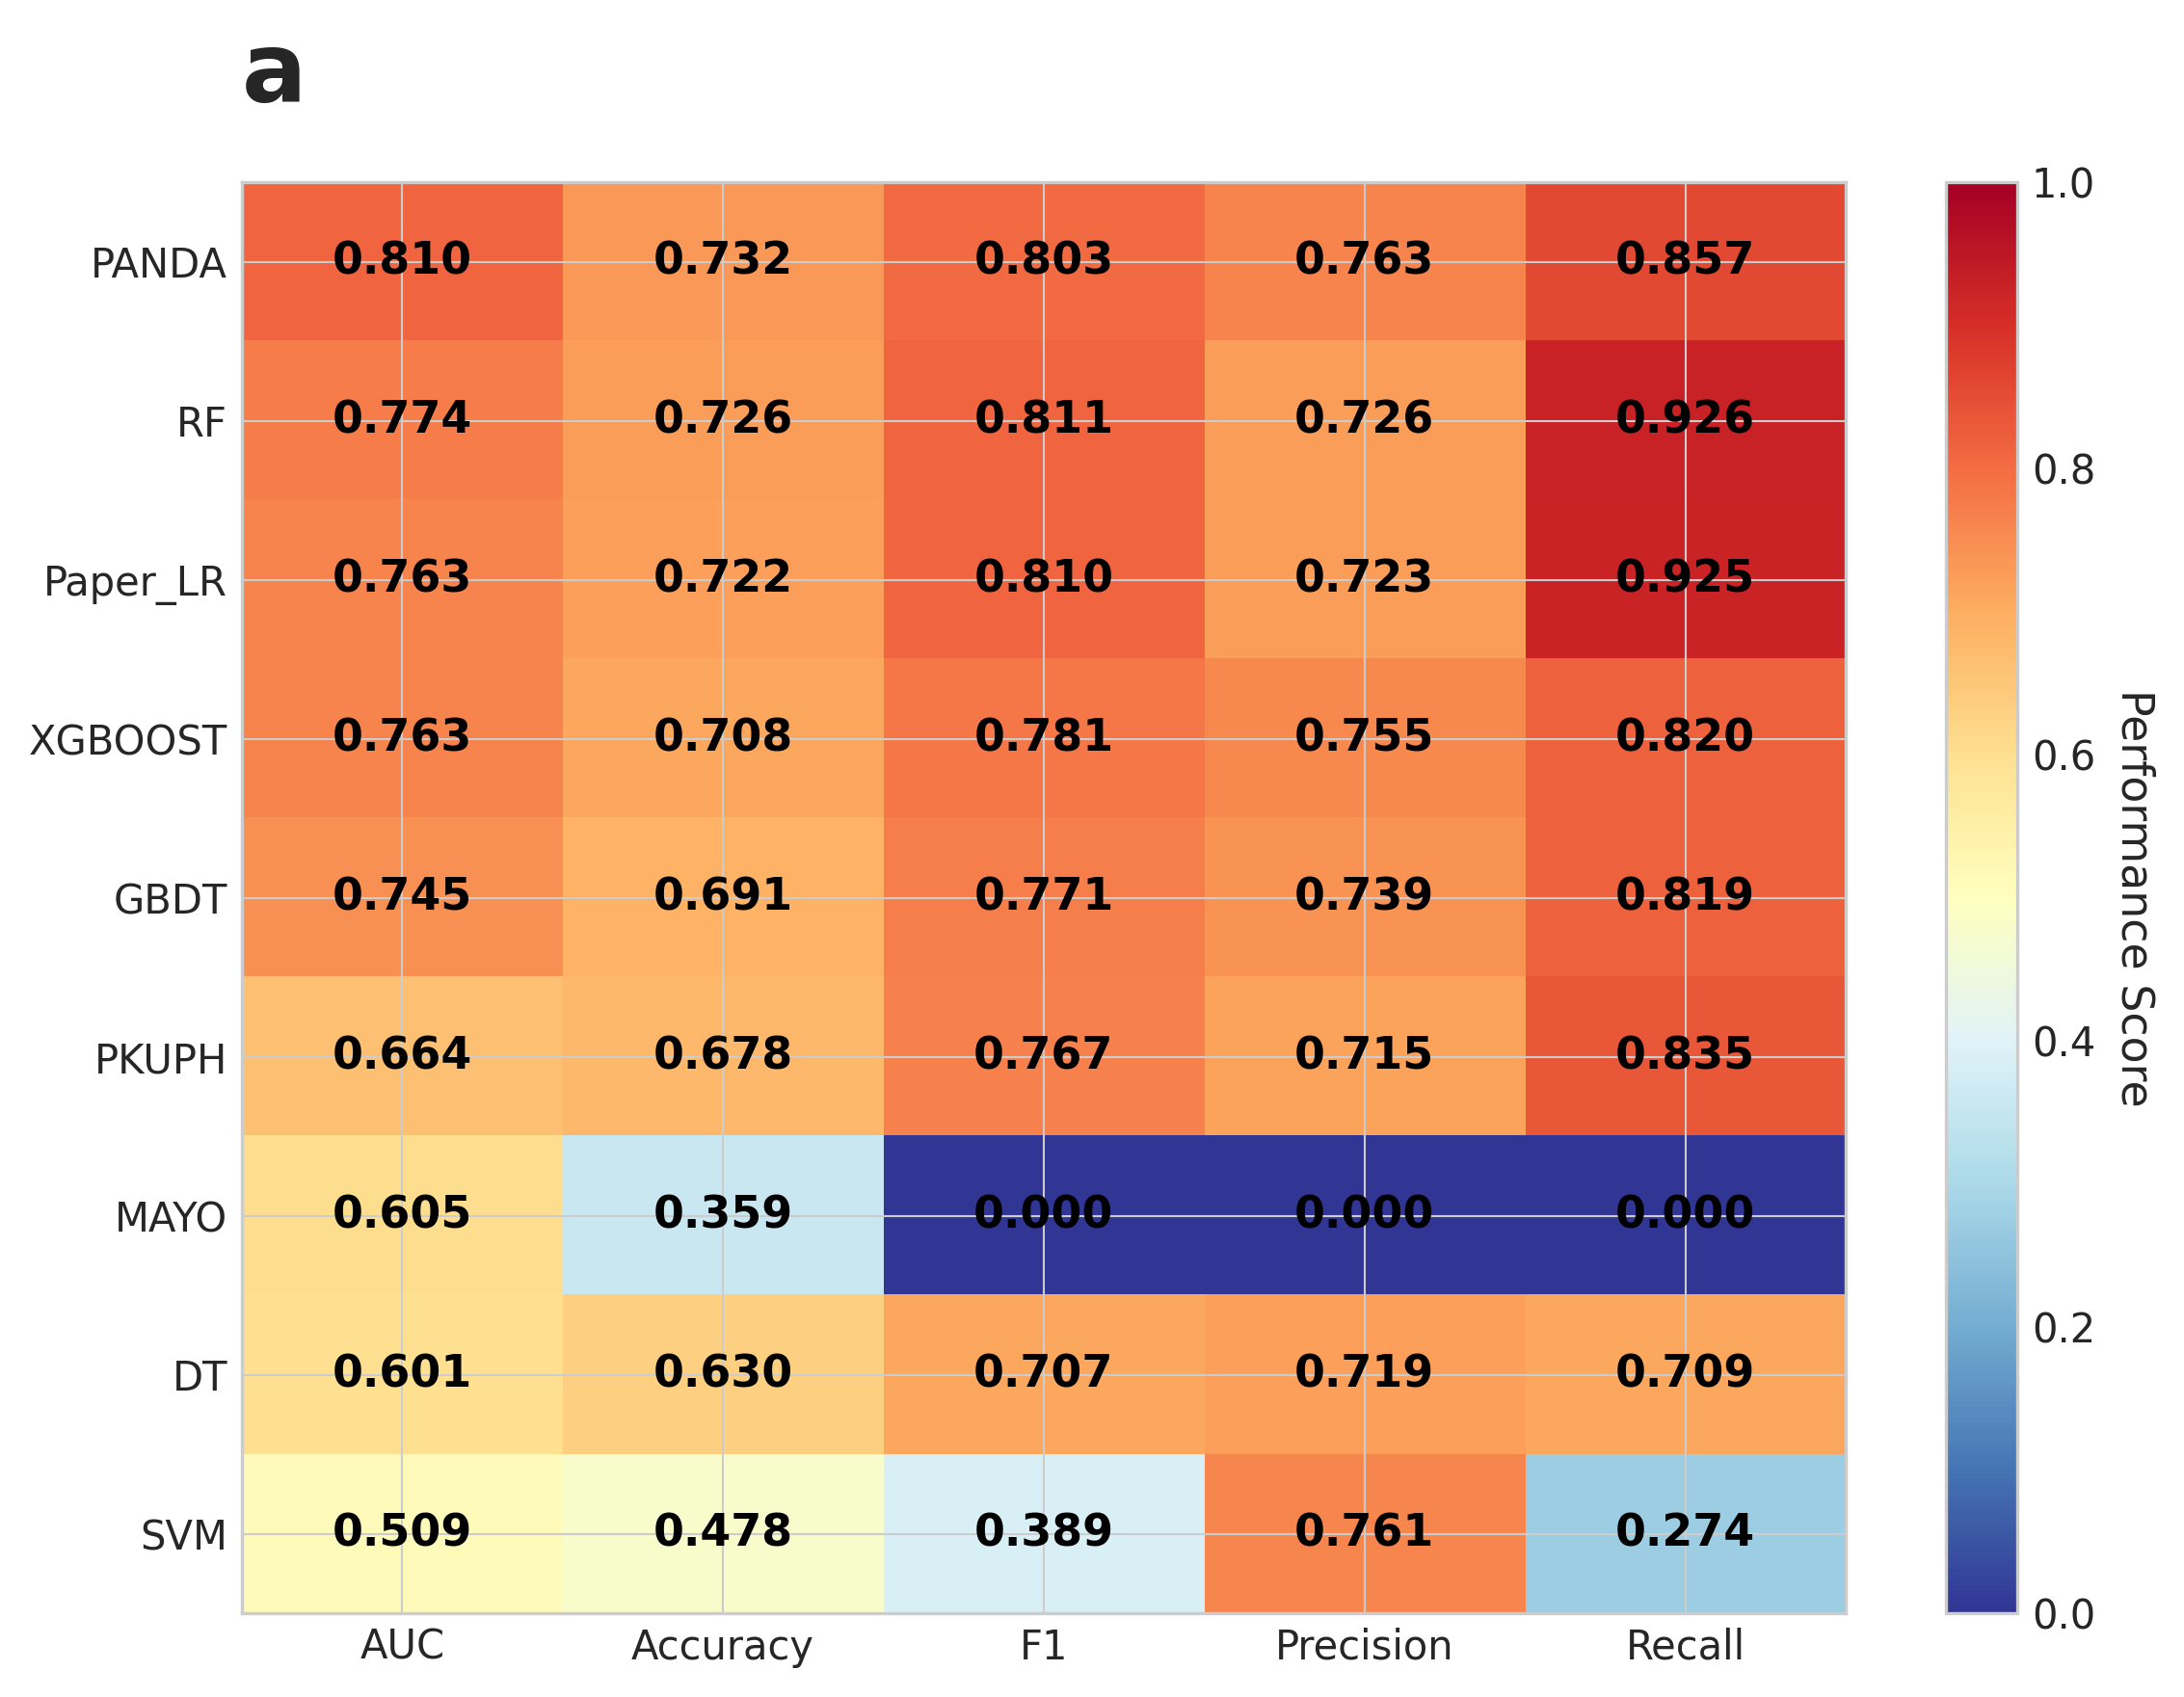 a
PANDA 0.810 0.732 0.803 0.763 0.857
RF 0.774 0.726 0.811 0.726 0.926
Paper_LR 0.763 0.722 0.810 0.723 0.925
XGBOOST 0.763 0.708 0.781 0.755 0.820
GBDT 0.745 0.691 0.771 0.739 0.819
PKUPH 0.664 0.678 0.767 0.715 0.835
MAYO 0.605 0.359 0.000 0.000 0.000
DT 0.601 0.630 0.707 0.719 0.709
SVM 0.509 0.478 0.389 0.761 0.274
AUC Accuracy F1 Precision Recall
1.0
0.8
0.6
0.4
0.2
0.0
Performance Score